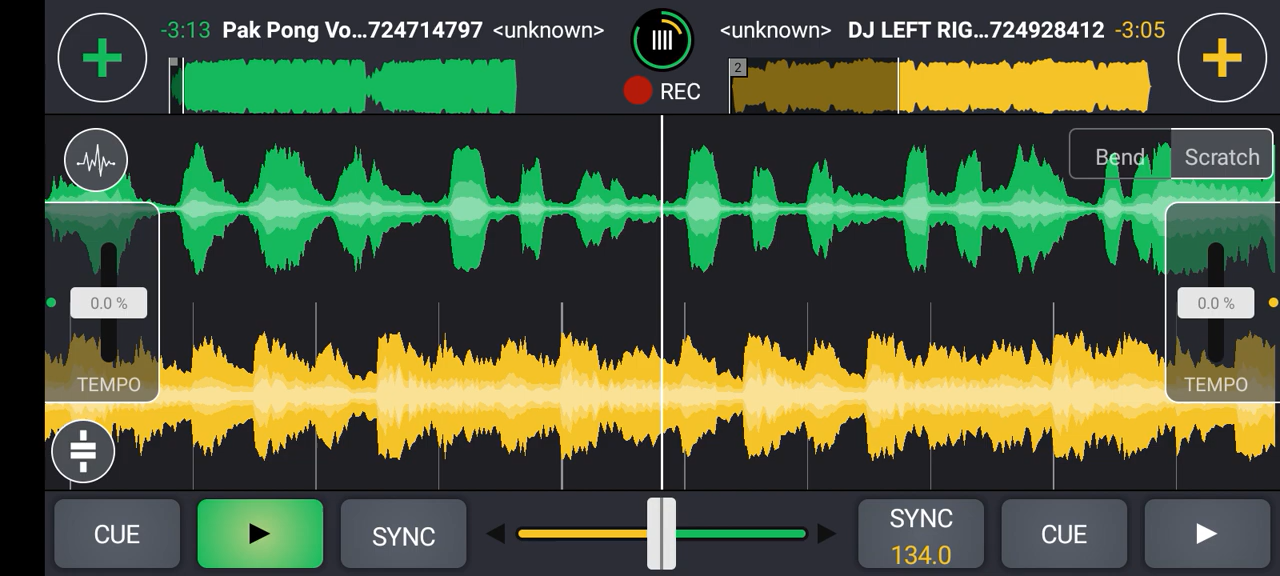 -3:13 Pak Pong Vo...724714797 <unknown>
<unknown> DJ LEFT RIG...724928412 -3:05
2
REC
Bend
Scratch
0.0 %
TEMPO
0.0 %
TEMPO
CUE
SYNC
SYNC
134.0
CUE